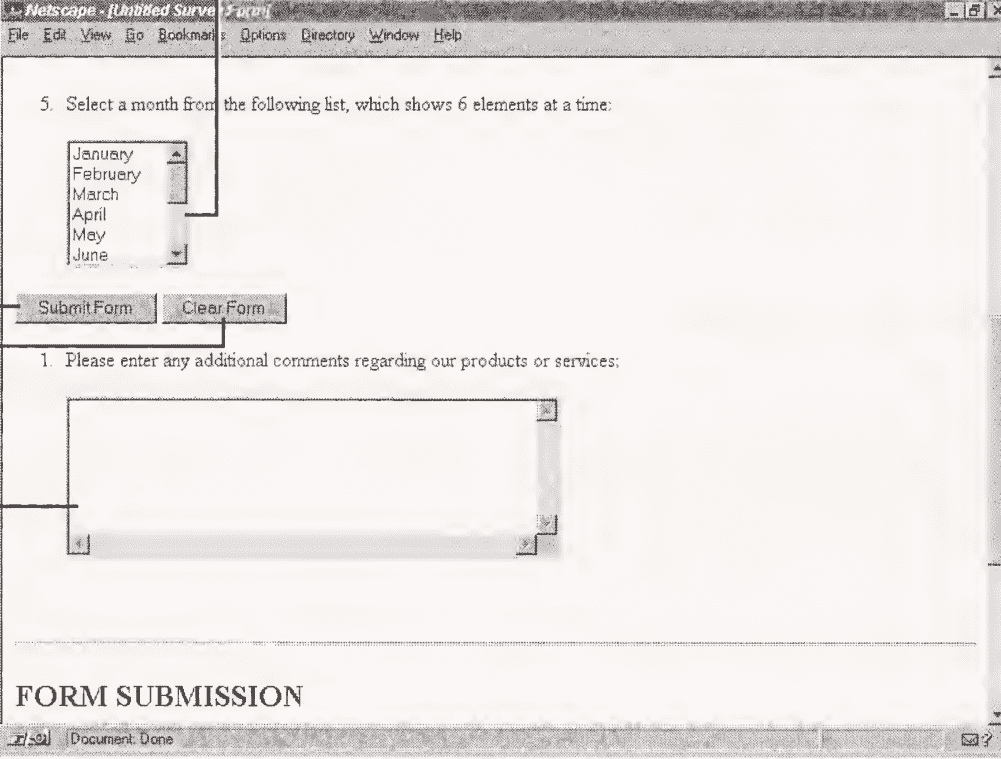 Netscape - [Untitled Survey Form]
File Edit View Go Bookmarks Options Directory Window Help
5. Select a month from the following list, which shows 6 elements at a time:
January
February
March
April
May
June
Submit Form Clear Form
1. Please enter any additional comments regarding our products or services:
FORM SUBMISSION
Document: Done